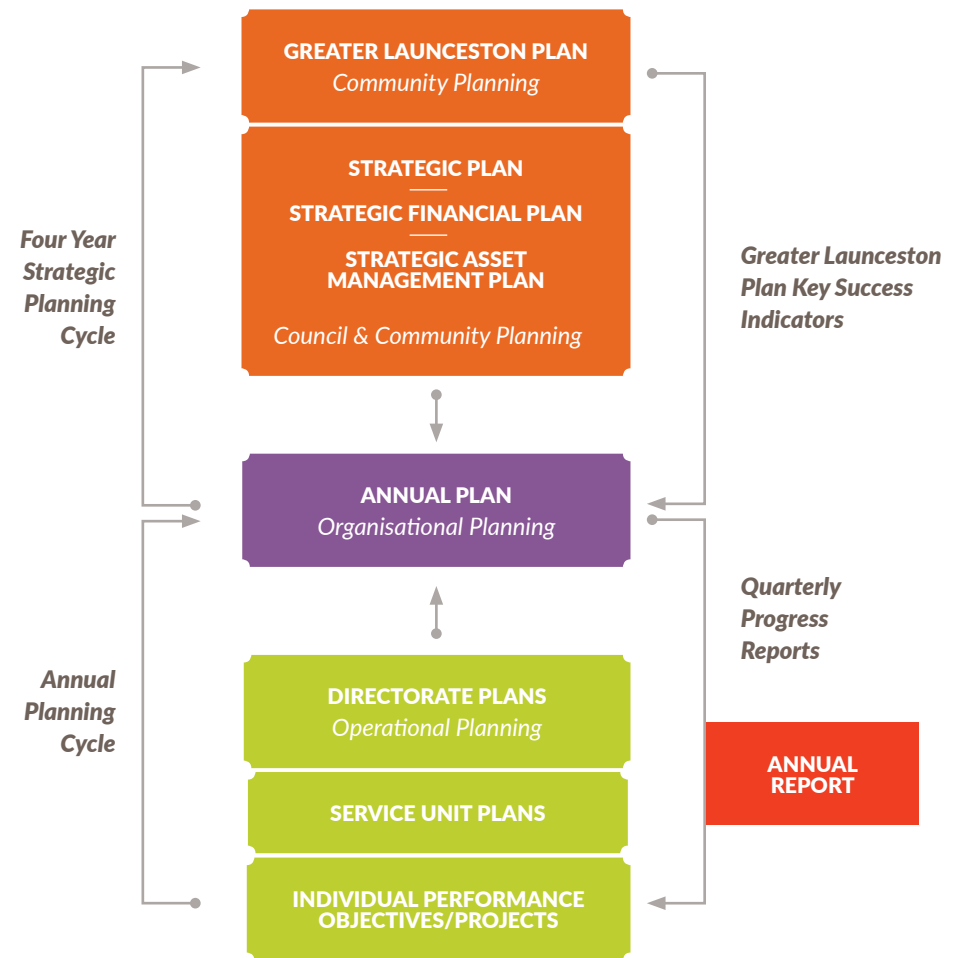 GREATER LAUNCESTON PLAN
Community Planning
STRATEGIC PLAN
STRATEGIC FINANCIAL PLAN
STRATEGIC ASSET
MANAGEMENT PLAN
Council & Community Planning
Four Year
Strategic
Planning
Cycle
Greater Launceston
Plan Key Success
Indicators
ANNUAL PLAN
Organisational Planning
Quarterly
Progress
Reports
Annual
Planning
Cycle
DIRECTORATE PLANS
Operational Planning
ANNUAL
REPORT
SERVICE UNIT PLANS
INDIVIDUAL PERFORMANCE
OBJECTIVES/PROJECTS